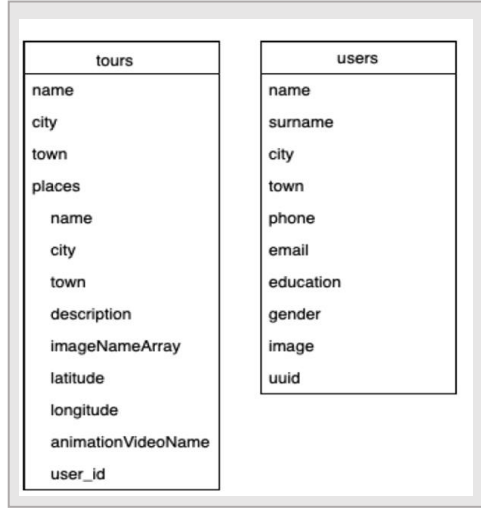 tours
name
city
town
places
name
city
town
description
imageNameArray
latitude
longitude
animationVideoName
user_id
users
name
surname
city
town
phone
email
education
gender
image
uuid